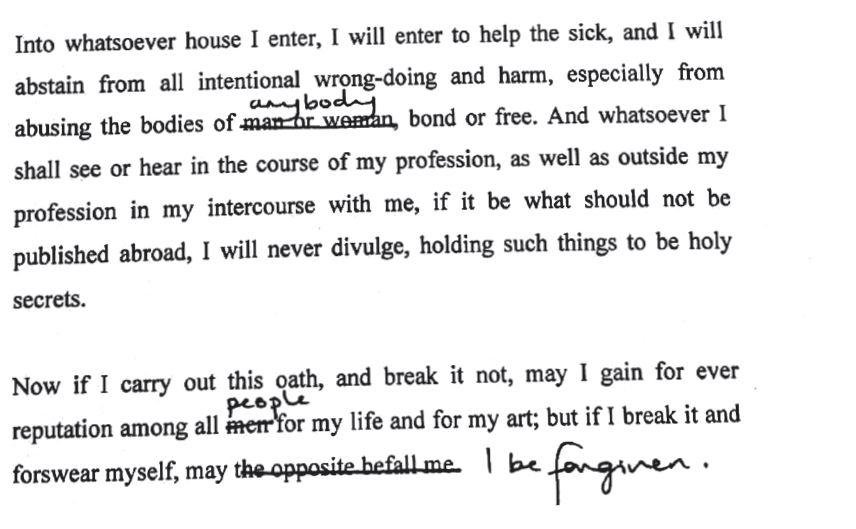 Into whatsoever house I enter, I will enter to help the sick, and I will
abstain from all intentional wrong-doing and harm, especially from
anybody
abusing the bodies of man or woman, bond or free. And whatsoever I
shall see or hear in the course of my profession, as well as outside my
profession in my intercourse with me, if it be what should not be
published abroad, I will never divulge, holding such things to be holy
secrets.
Now if I carry out this oath, and break it not, may I gain for ever
people
reputation among all men for my life and for my art; but if I break it and
forswear myself, may the opposite befall me. I be forgiven.